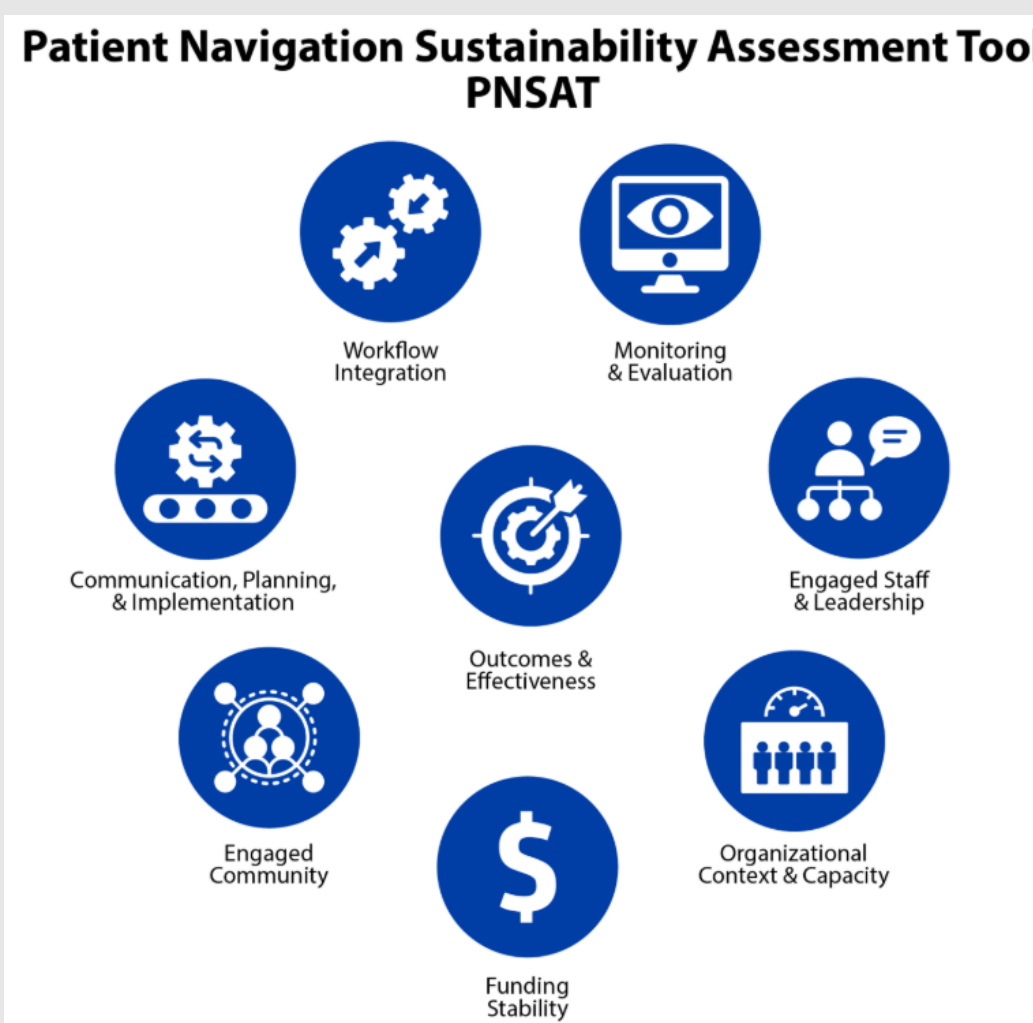 Patient Navigation Sustainability Assessment Tool
PNSAT
Workflow
Integration
Monitoring
& Evaluation
Communication, Planning,
& Implementation
Engaged Staff
& Leadership
Outcomes &
Effectiveness
Engaged
Community
Organizational
Context & Capacity
$
Funding
Stability